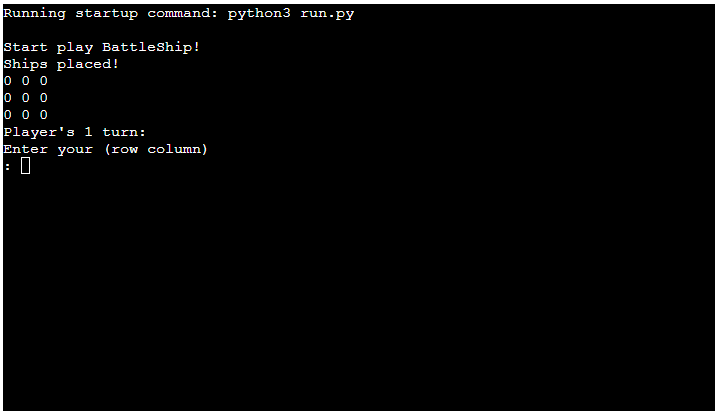 Running startup command: python3 run.py
Start play BattleShip!
Ships placed!
0 0 0
0 0 0
0 0 0
Player's 1 turn:
Enter your (row column)
: